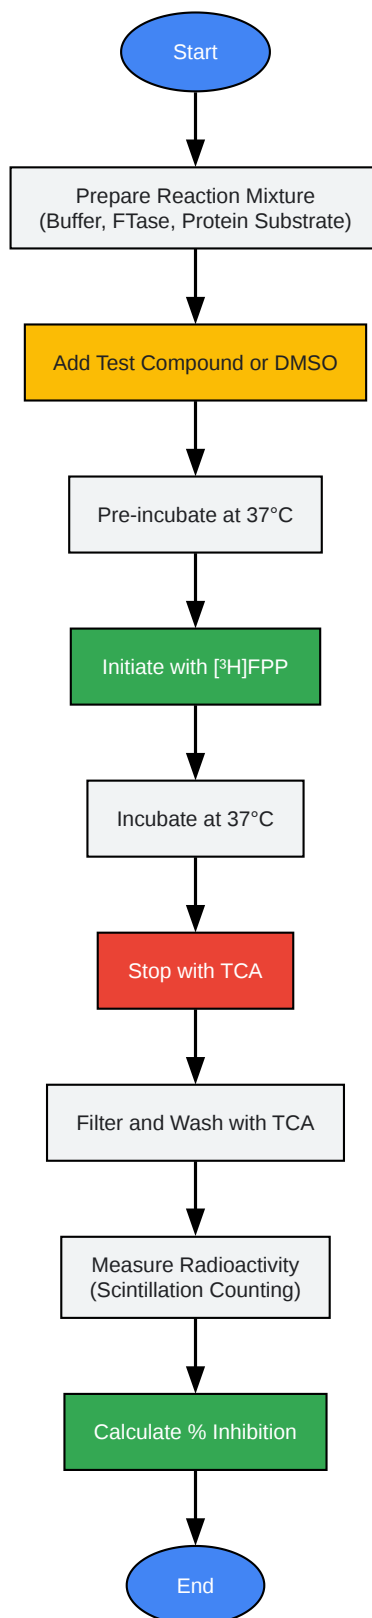 Start
Prepare Reaction Mixture
(Buffer, FTase, Protein Substrate)
Add Test Compound or DMSO
Pre-incubate at 37°C
Initiate with [³H]FPP
Incubate at 37°C
Stop with TCA
Filter and Wash with TCA
Measure Radioactivity
(Scintillation Counting)
Calculate % Inhibition
End